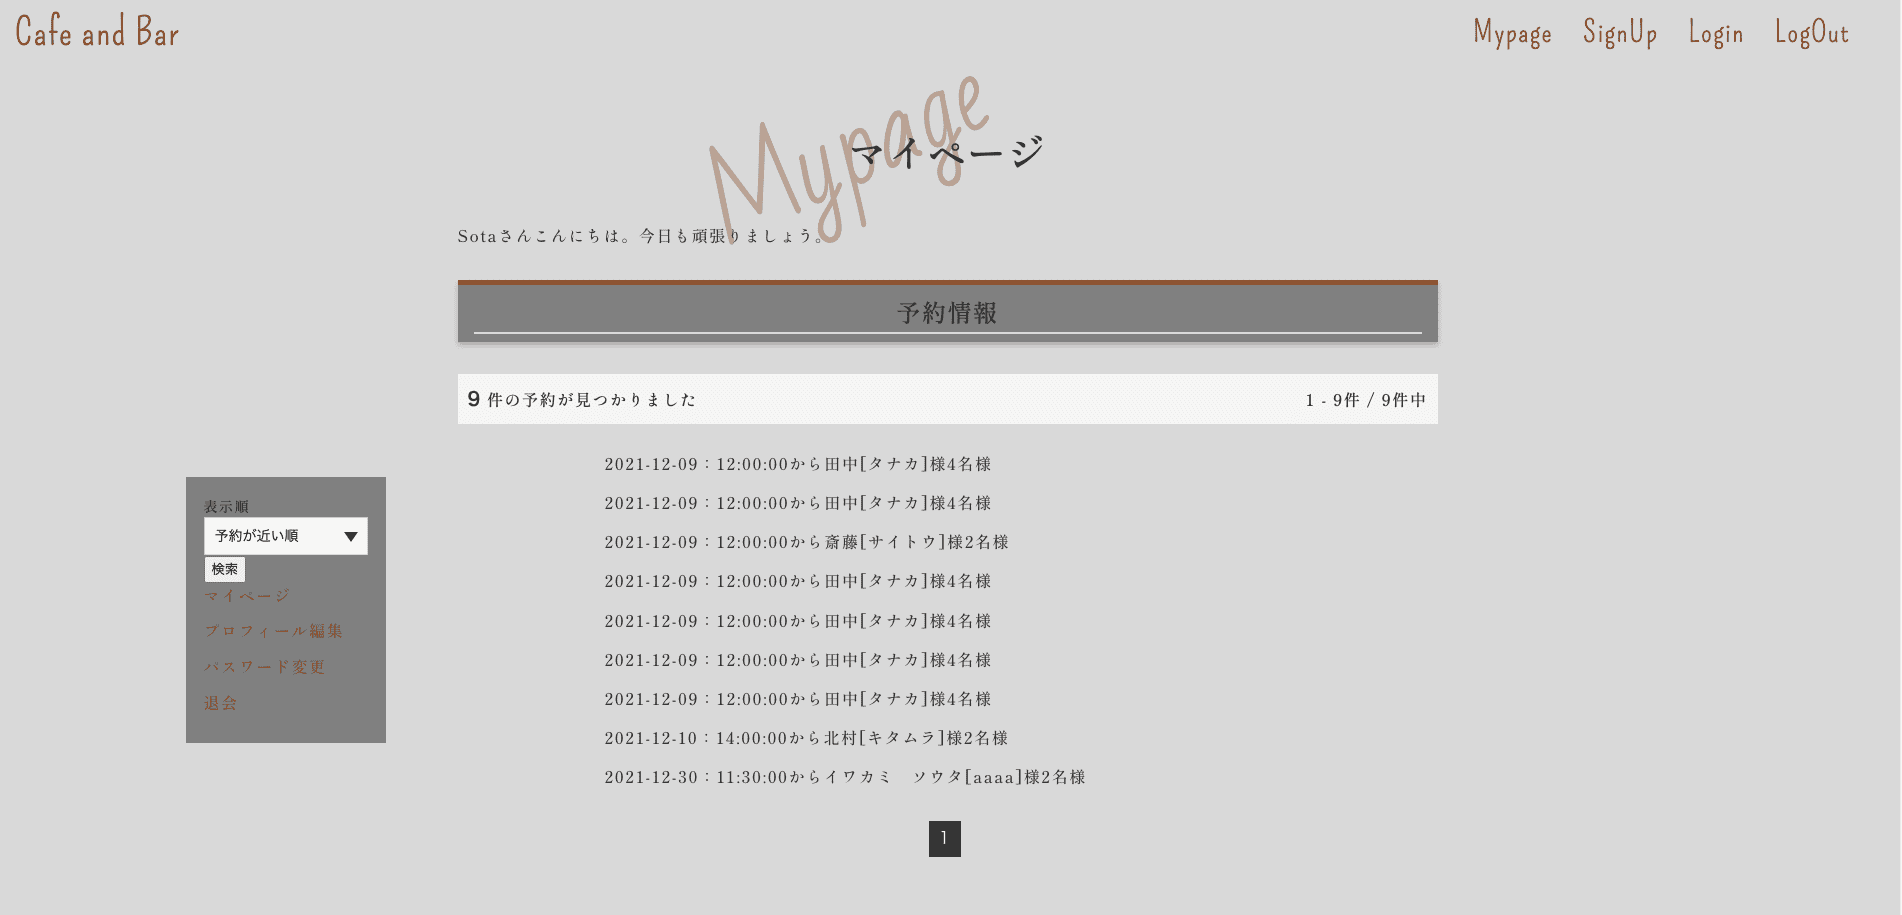 Cafe and Bar
Mypage SignUp Login LogOut
Mypage
マイページ
Sotaさんこんにちは。今日も頑張りましょう。
予約情報
9 件の予約が見つかりました 1 - 9件 / 9件中
2021-12-09：12:00:00から田中[タナカ]様4名様
2021-12-09：12:00:00から田中[タナカ]様4名様
2021-12-09：12:00:00から斎藤[サイトウ]様2名様
2021-12-09：12:00:00から田中[タナカ]様4名様
2021-12-09：12:00:00から田中[タナカ]様4名様
2021-12-09：12:00:00から田中[タナカ]様4名様
2021-12-09：12:00:00から田中[タナカ]様4名様
2021-12-10：14:00:00から北村[キタムラ]様2名様
2021-12-30：11:30:00からイワカミ　ソウタ[aaaa]様2名様
1
表示順
予約が近い順
検索
マイページ
プロフィール編集
パスワード変更
退会